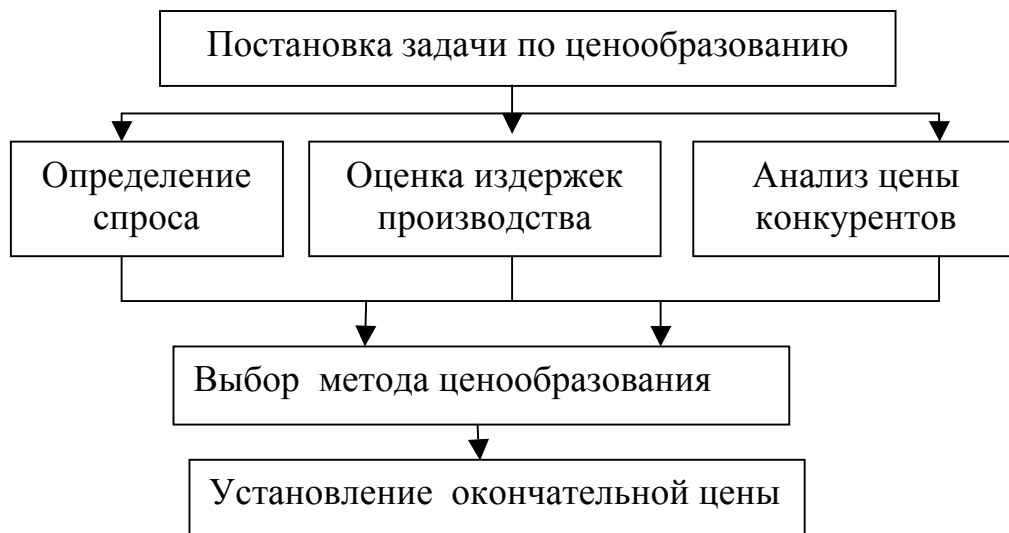 Постановка задачи по ценообразованию
Определение
спроса
Оценка издержек
производства
Анализ цены
конкурентов
Выбор метода ценообразования
Установление окончательной цены